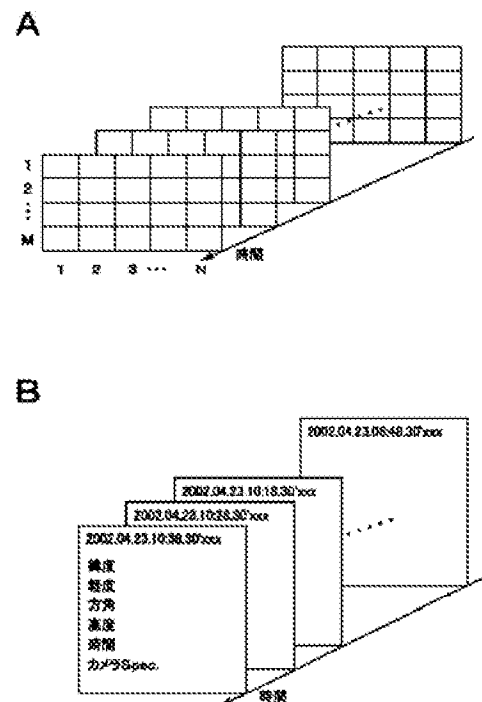 A
1
2
⋮
M
1 2 3 ⋯ N
時間
B
2002.04.23.08:48.30'xxx
2002.04.23.10:18.30'xxx
2002.04.23.10:28.30'xxx
2002.04.23.10:38.30'xxx
緯度
経度
方角
高度
時間
カメラSpec.
時間